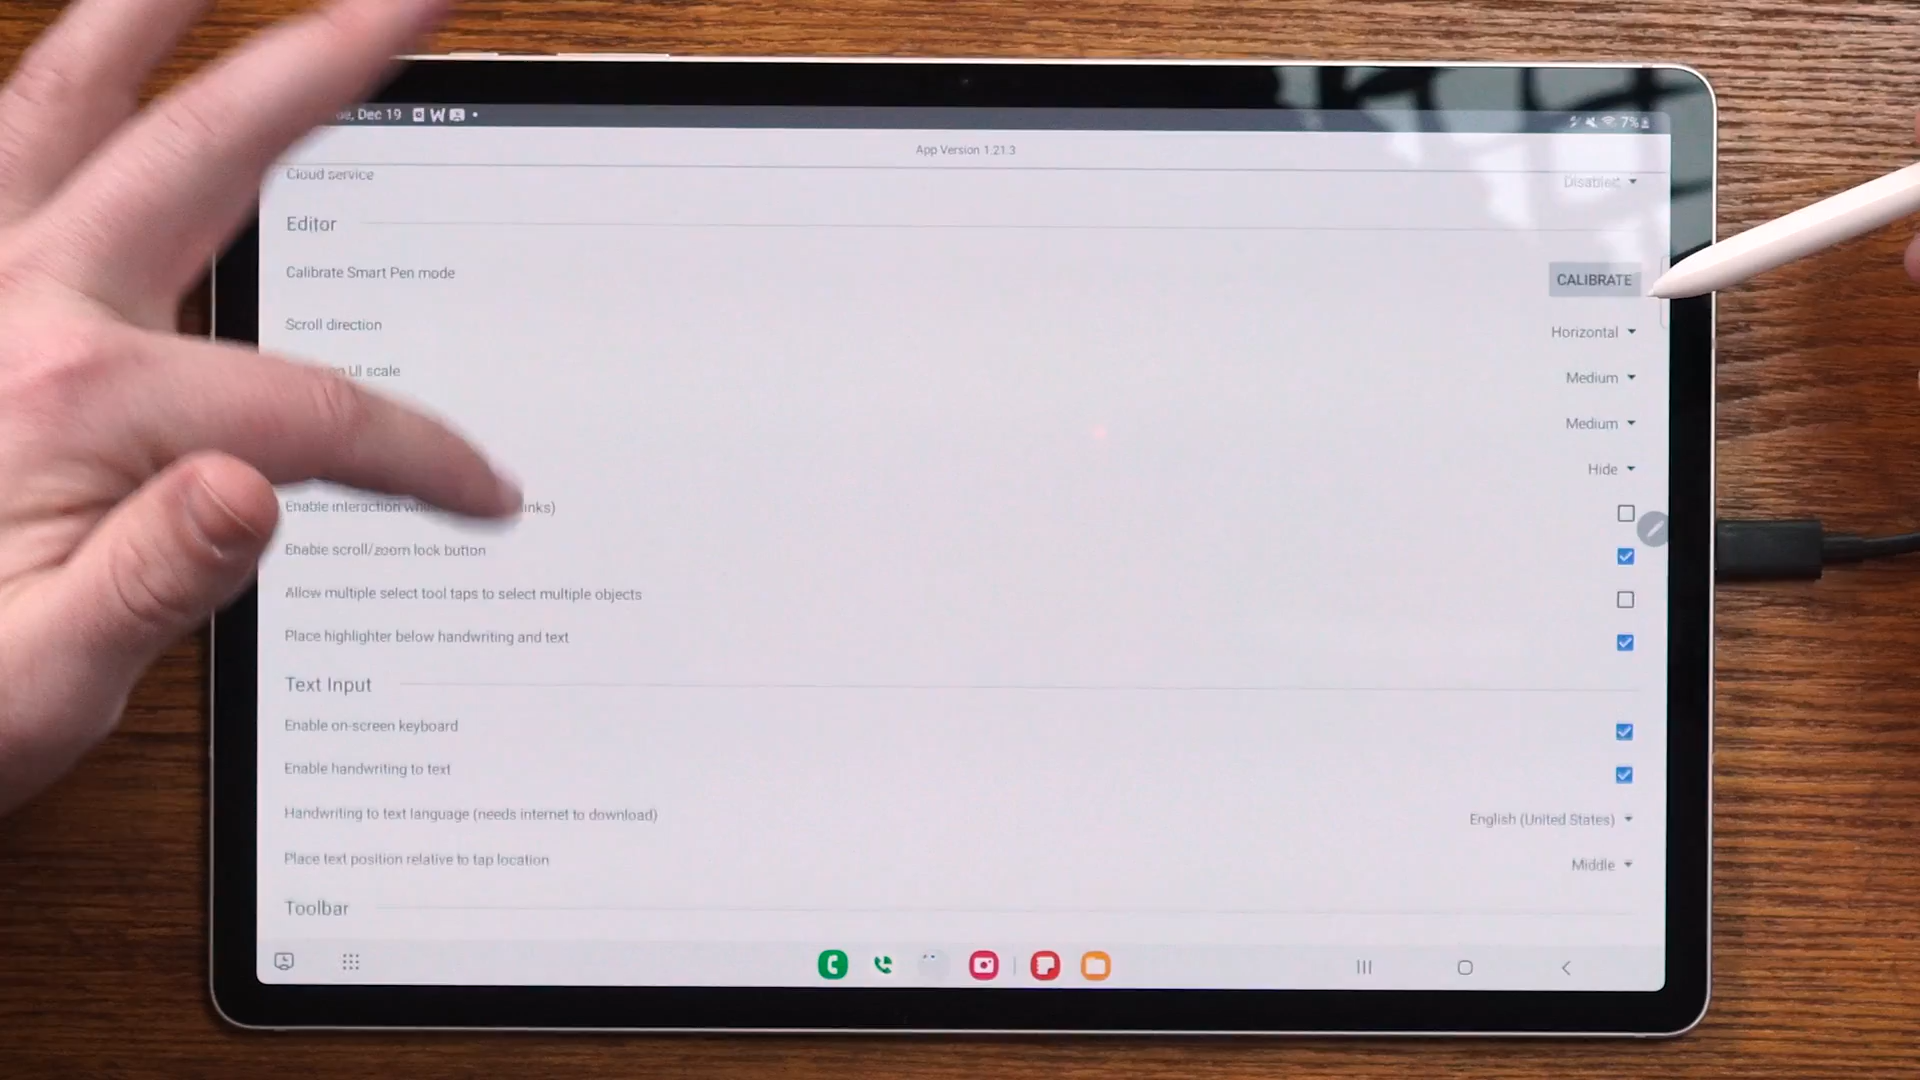 Dec 19 7%
App Version 1.21.3
Cloud service Disabled
Editor
Calibrate Smart Pen mode CALIBRATE
Scroll direction Horizontal
UI scale Medium
Medium
Hide
Enable interaction links)
Enable scroll/zoom lock button
Allow multiple select tool taps to select multiple objects
Place highlighter below handwriting and text
Text Input
Enable on-screen keyboard
Enable handwriting to text
Handwriting to text language (needs internet to download) English (United States)
Place text position relative to tap location Middle
Toolbar